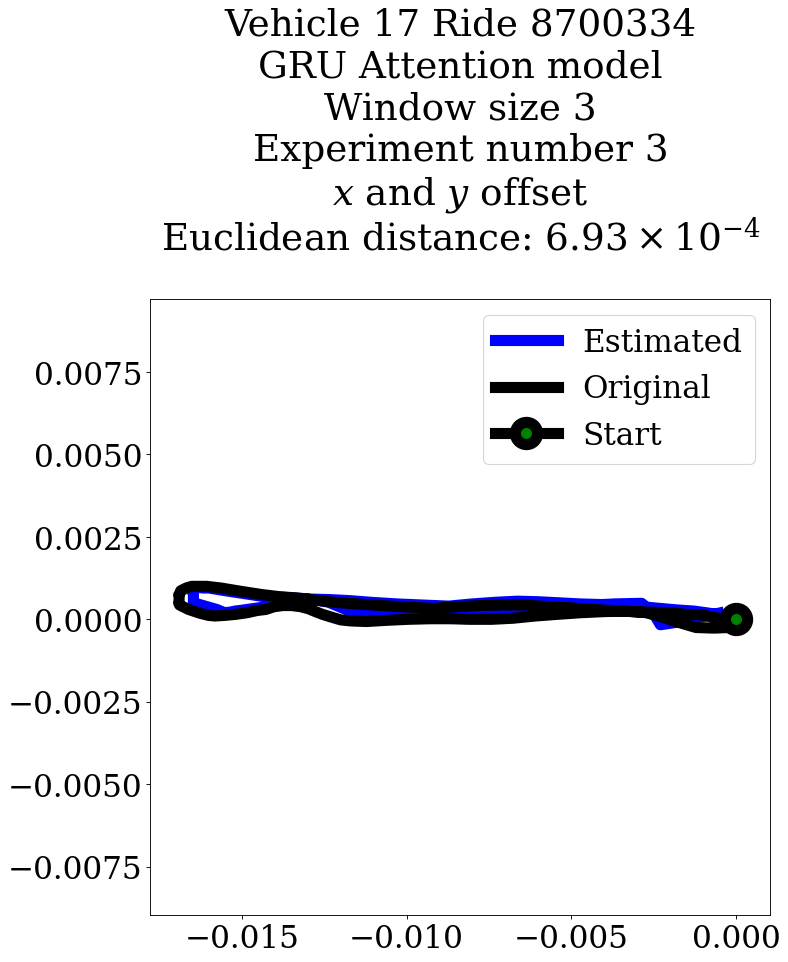 Vehicle 17 Ride 8700334
GRU Attention model
Window size 3
Experiment number 3
x and y offset
Euclidean distance: 6.93 × 10⁻⁴
Estimated
Original
Start
0.0075
0.0050
0.0025
0.0000
−0.0025
−0.0050
−0.0075
−0.015 −0.010 −0.005 0.000